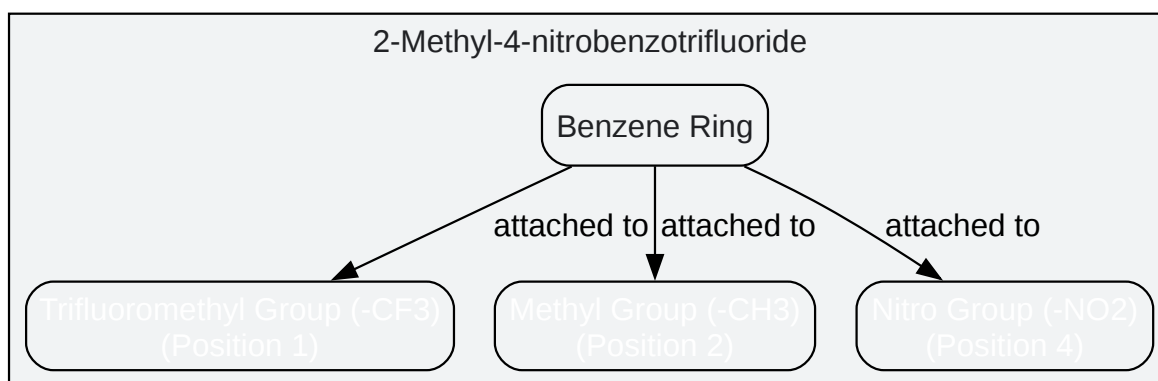 2-Methyl-4-nitrobenzotrifluoride
Benzene Ring
attached to attached to attached to
Trifluoromethyl Group (-CF3) Methyl Group (-CH3) Nitro Group (-NO2)
(Position 1) (Position 2) (Position 4)